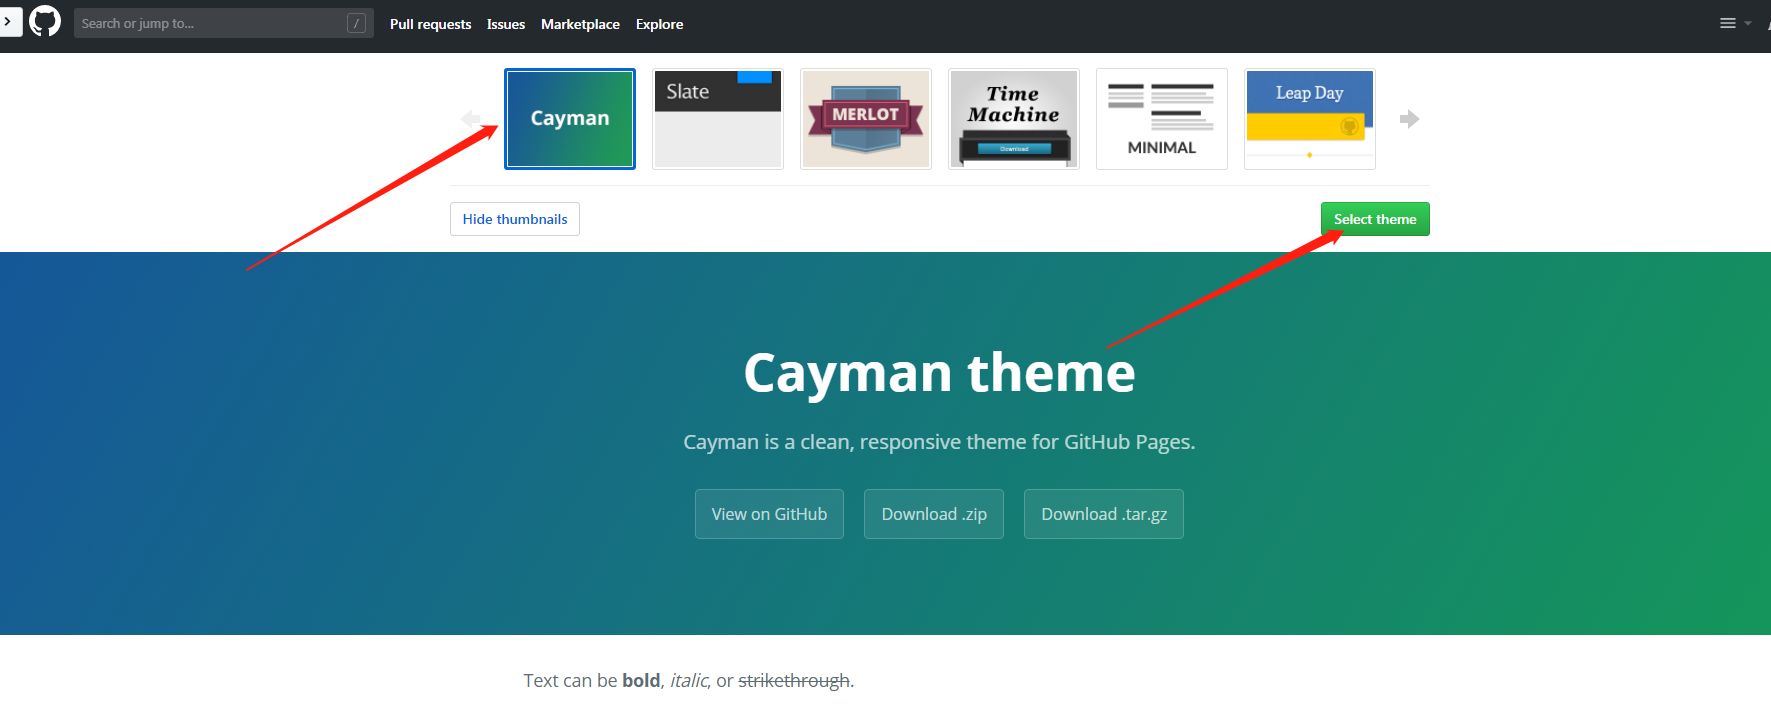 Search or jump to... /
Pull requests Issues Marketplace Explore
Cayman
Slate
MERLOT
Time
Machine
Download
MINIMAL
Leap Day
Hide thumbnails
Select theme
Cayman theme
Cayman is a clean, responsive theme for GitHub Pages.
View on GitHub
Download .zip
Download .tar.gz
Text can be bold, italic, or strikethrough.